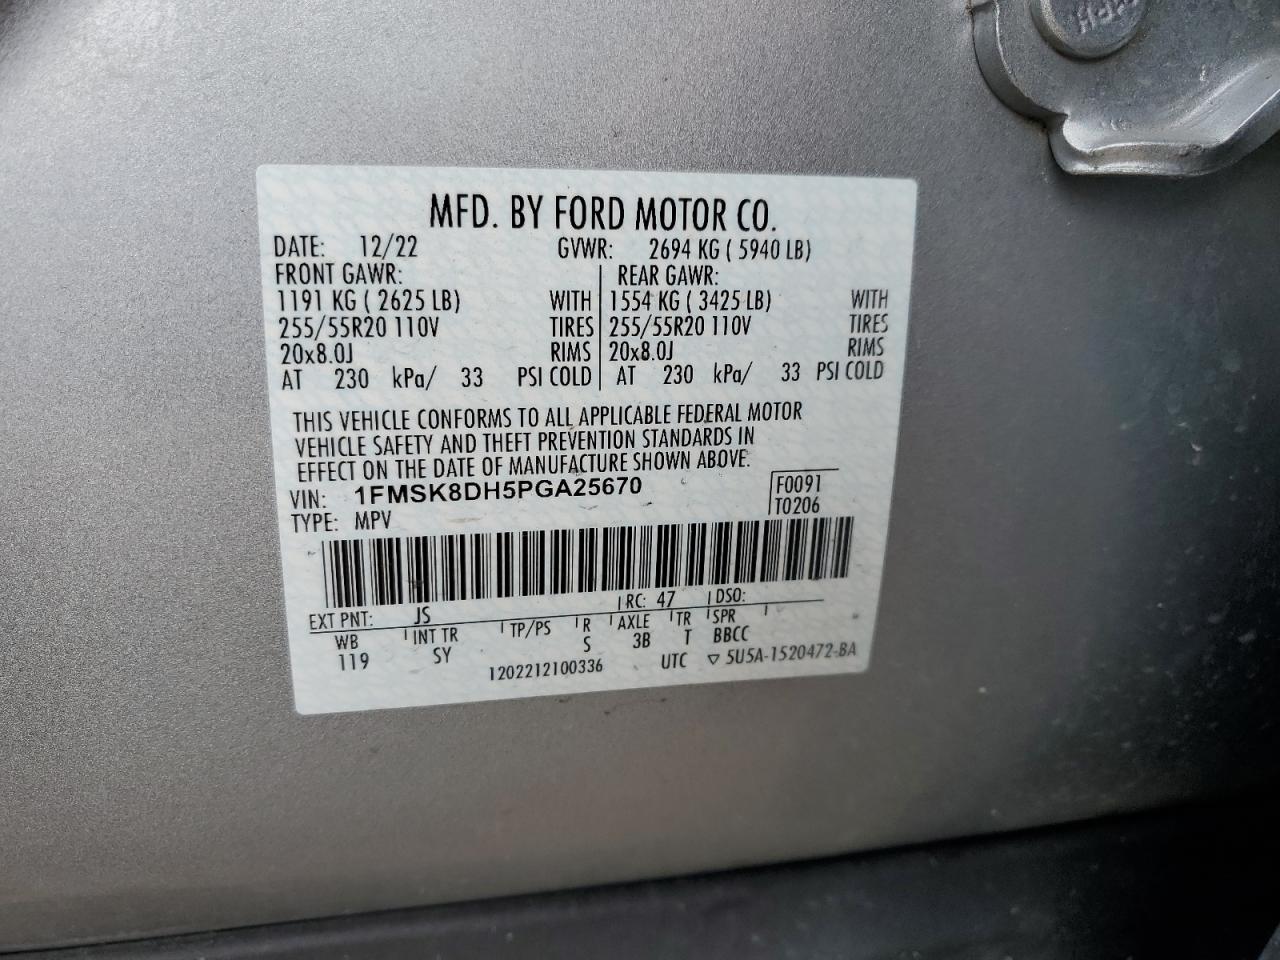 MPH
MFD. BY FORD MOTOR CO.
DATE: 12/22 GVWR: 2694 KG ( 5940 LB)
FRONT GAWR: REAR GAWR:
1191 KG ( 2625 LB) WITH 1554 KG ( 3425 LB) WITH
255/55R20 110V TIRES 255/55R20 110V TIRES
20x8.0J RIMS 20x8.0J RIMS
AT 230 kPa/ 33 PSI COLD AT 230 kPa/ 33 PSI COLD
THIS VEHICLE CONFORMS TO ALL APPLICABLE FEDERAL MOTOR
VEHICLE SAFETY AND THEFT PREVENTION STANDARDS IN
EFFECT ON THE DATE OF MANUFACTURE SHOWN ABOVE.
VIN: 1FMSK8DH5PGA25670 F0091
TYPE: MPV T0206
EXT PNT: JS RC: 47 DSO:
WB INT TR TP/PS R AXLE TR SPR
119 SY S 3B T BBCC
1202212100336 UTC ▽ 5U5A-1520472-BA